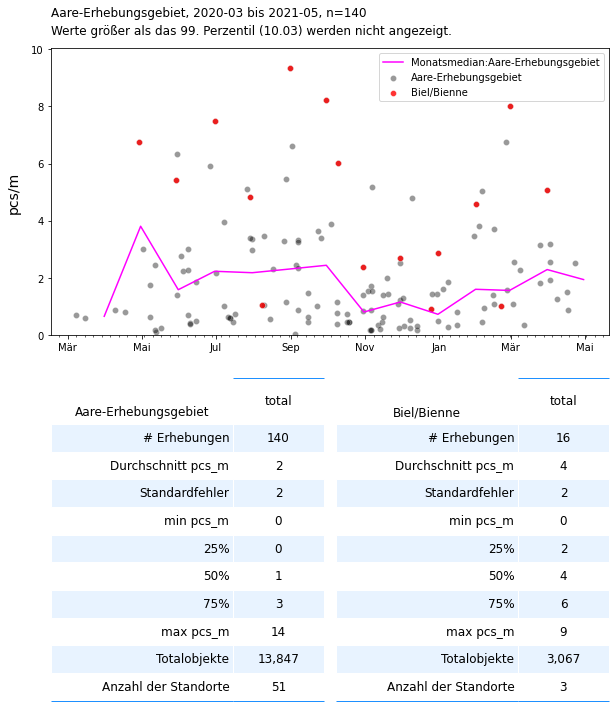 Aare-Erhebungsgebiet, 2020-03 bis 2021-05, n=140
Werte größer als das 99. Perzentil (10.03) werden nicht angezeigt.
Monatsmedian:Aare-Erhebungsgebiet
Aare-Erhebungsgebiet
Biel/Bienne
pcs/m
10
8
6
4
2
0
Mär Mai Jul Sep Nov Jan Mär Mai
Aare-Erhebungsgebiet total
# Erhebungen 140
Durchschnitt pcs_m 2
Standardfehler 2
min pcs_m 0
25% 0
50% 1
75% 3
max pcs_m 14
Totalobjekte 13,847
Anzahl der Standorte 51
Biel/Bienne total
# Erhebungen 16
Durchschnitt pcs_m 4
Standardfehler 2
min pcs_m 0
25% 2
50% 4
75% 6
max pcs_m 9
Totalobjekte 3,067
Anzahl der Standorte 3